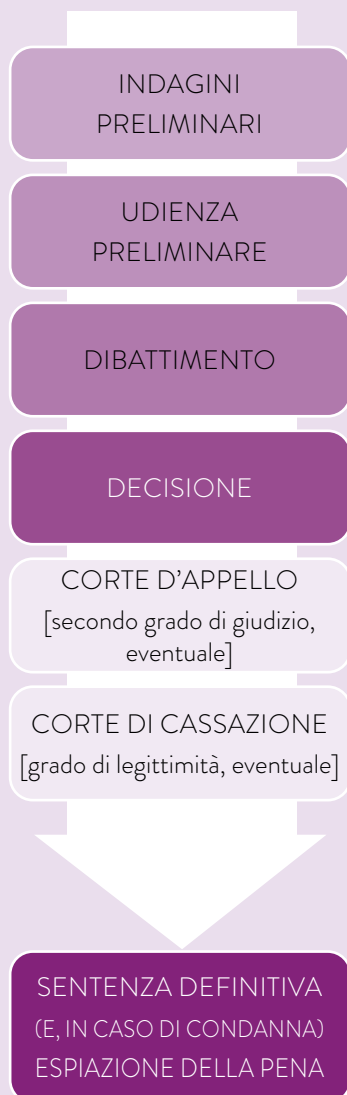 INDAGINI
PRELIMINARI
UDIENZA
PRELIMINARE
DIBATTIMENTO
DECISIONE
CORTE D’APPELLO
[secondo grado di giudizio,
eventuale]
CORTE DI CASSAZIONE
[grado di legittimità, eventuale]
SENTENZA DEFINITIVA
(E, IN CASO DI CONDANNA)
ESPIAZIONE DELLA PENA